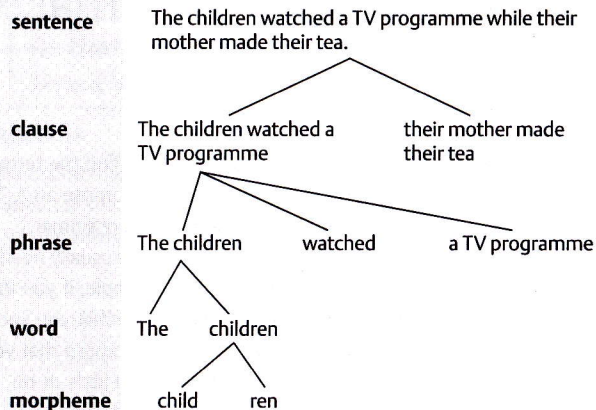 sentence The children watched a TV programme while their
mother made their tea.
clause The children watched a their mother made
TV programme their tea
phrase The children watched a TV programme
word The children
morpheme child ren